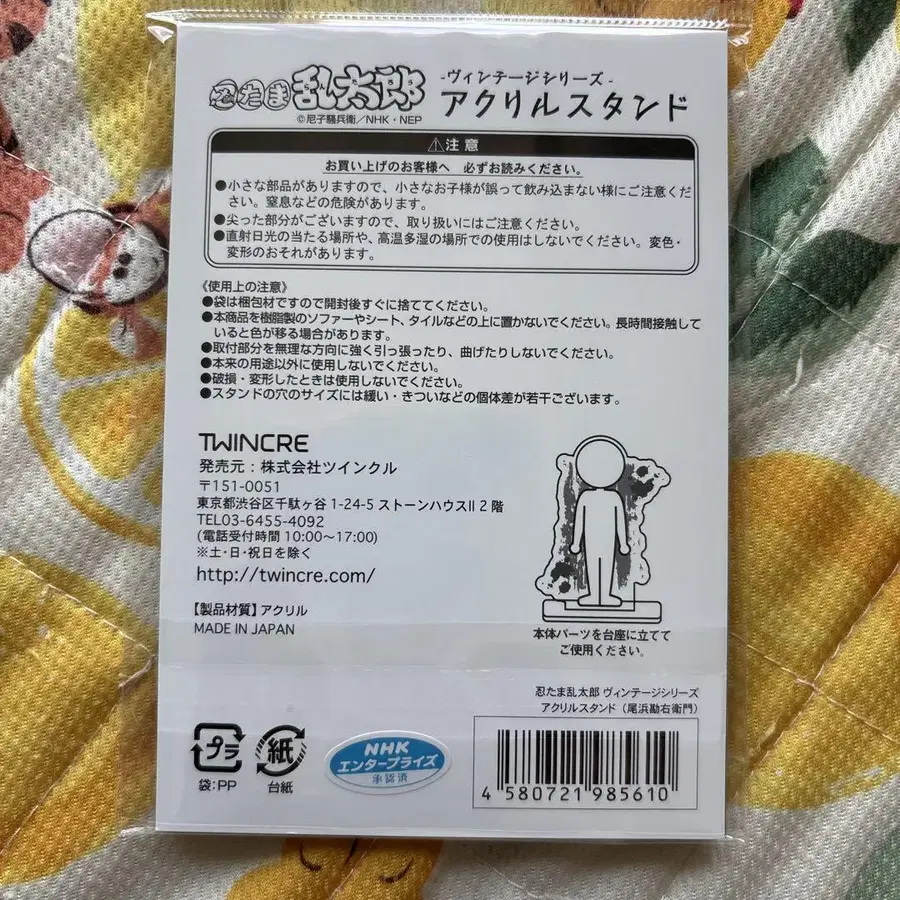 忍たま乱太郎
©尼子騒兵衛/NHK・NEP
-ヴィンテージシリーズ-
アクリルスタンド
⚠注意
お買い上げのお客様へ 必ずお読みください。
●小さな部品がありますので、小さなお子様が誤って飲み込まない様にご注意くだ
さい。窒息などの危険があります。
●尖った部分がございますので、取り扱いにはご注意ください。
●直射日光の当たる場所や、高温多湿の場所での使用はしないでください。変色・
変形のおそれがあります。
《使用上の注意》
●袋は梱包材ですので開封後すぐに捨ててください。
●本商品を樹脂製のソファーやシート、タイルなどの上に置かないでください。長時間接触して
いると色が移る場合があります。
●取付部分を無理な方向に強く引っ張ったり、曲げたりしないでください。
●本来の用途以外に使用しないでください。
●破損・変形したときは使用しないでください。
●スタンドの穴のサイズには緩い・きついなどの個体差が若干ございます。
TWINCRE
発売元:株式会社ツインクル
〒151-0051
東京都渋谷区千駄ヶ谷 1-24-5 ストーンハウスII 2階
TEL03-6455-4092
(電話受付時間 10:00~17:00)
※土・日・祝日を除く
http://twincre.com/
【製品材質】アクリル
MADE IN JAPAN
本体パーツを台座に立てて
ご使用ください。
忍たま乱太郎 ヴィンテージシリーズ
アクリルスタンド(尾浜勘右衛門)
プラ
袋:PP
紙
台紙
NHK
エンタープライズ
承認済
4 580721 985610